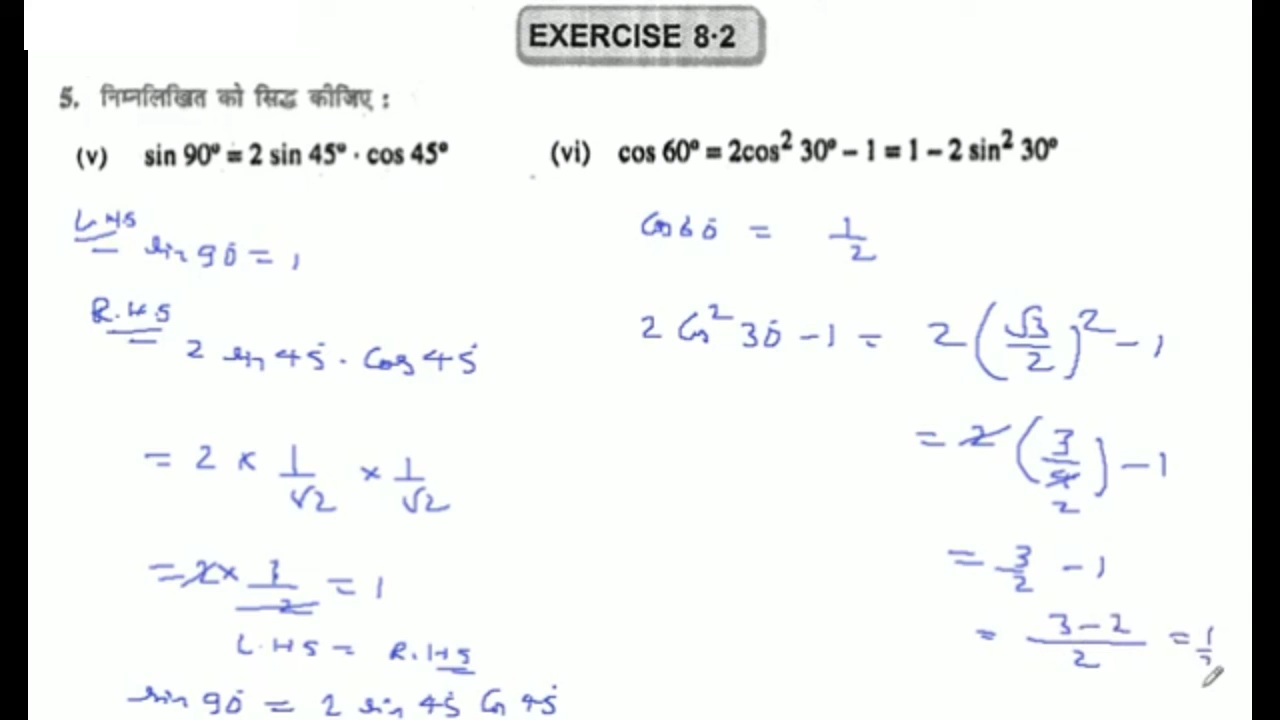 EXERCISE 8·2
5. निम्नलिखित को सिद्ध कीजिए :
(v) sin 90° = 2 sin 45° · cos 45°
L.H.S
sin 90° = 1
R.H.S
2 sin 45° . Cos 45°
= 2 × 1/√2 × 1/√2
= 2 × 1/2 = 1
L.H.S = R.H.S
sin 90° = 2 sin 45° Cos 45°
(vi) cos 60° = 2cos² 30° – 1 = 1 – 2 sin² 30°
Cos 60° = 1/2
2 Cos² 30° - 1 = 2 (√3/2)² - 1
= 2 (3/4) - 1
2
= 3/2 - 1
= 3-2/2 = 1/2